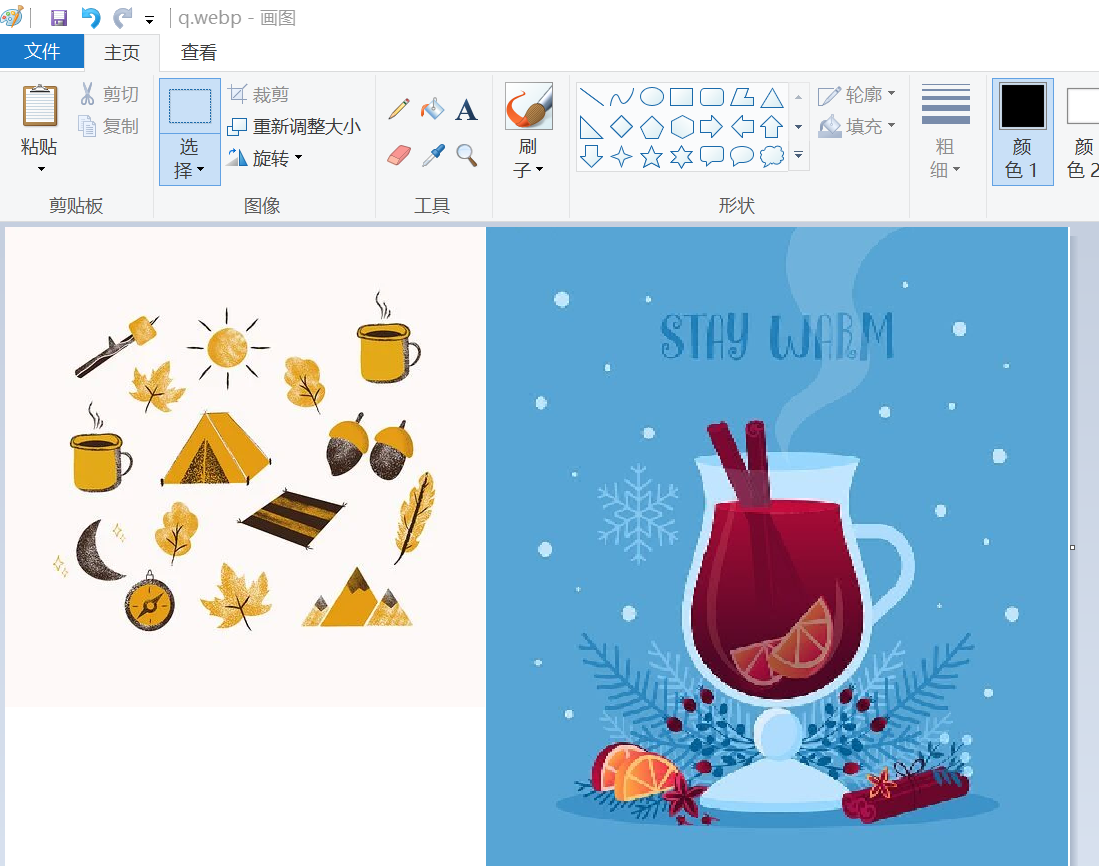 q.webp - 画图
文件 主页 查看
粘贴
剪切
复制
剪贴板
选
择
裁剪
重新调整大小
旋转
图像
A
工具
刷
子
形状
轮廓
填充
粗
细
颜
色 1
颜
色 2
STAY WARM